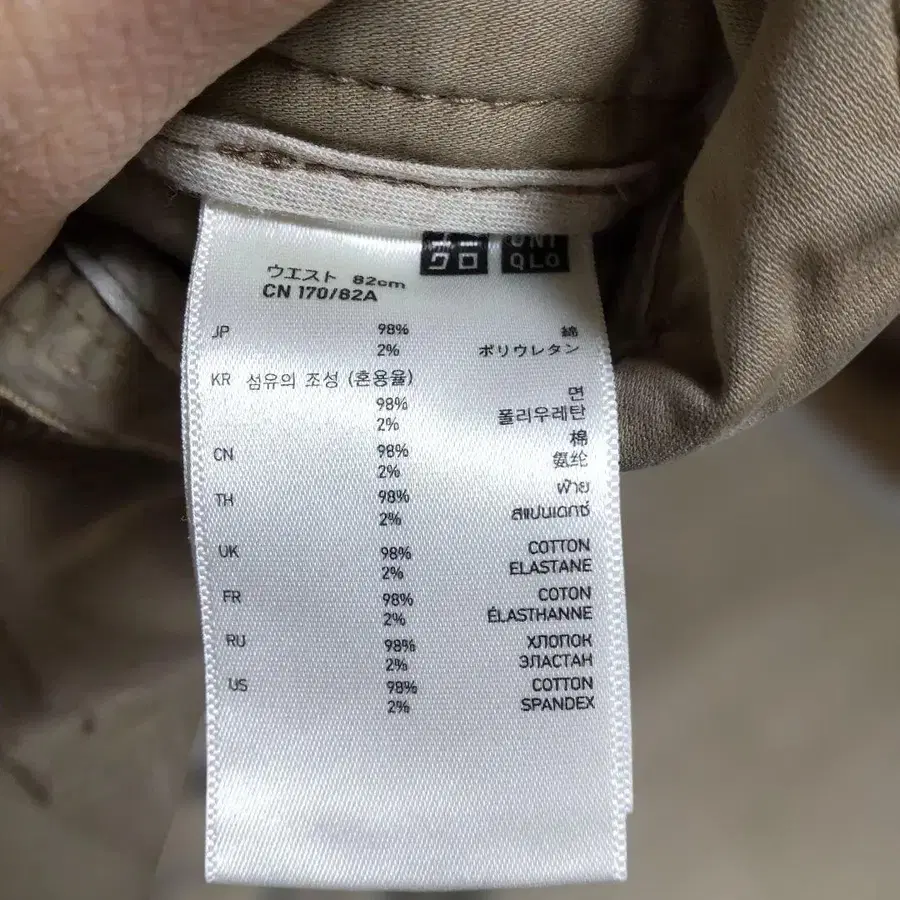 ユニクロ UNIQLO
ウエスト 82cm
CN 170/82A
JP 98% 綿
2% ポリウレタン
KR 섬유의 조성 (혼용율)
98% 면
2% 폴리우레탄
CN 98% 棉
2% 氨纶
TH 98% ฝ้าย
2% สแปนเดกซ์
UK 98% COTTON
2% ELASTANE
FR 98% COTON
2% ÉLASTHANNE
RU 98% ХЛОПОК
2% ЭЛАСТАН
US 98% COTTON
2% SPANDEX